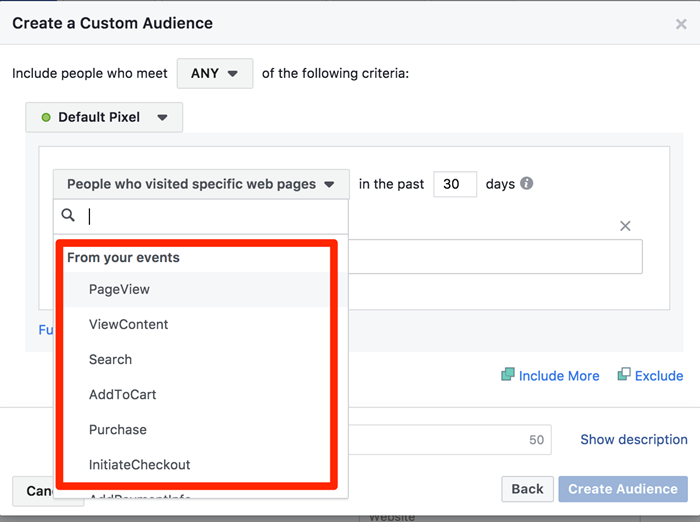 Create a Custom Audience
Include people who meet ANY of the following criteria:
Default Pixel
People who visited specific web pages in the past 30 days
From your events
PageView
ViewContent
Fu
Search
Include More Exclude
AddToCart
Purchase
50 Show description
InitiateCheckout
Can Back Create Audience
AddPaymentInfo
Website